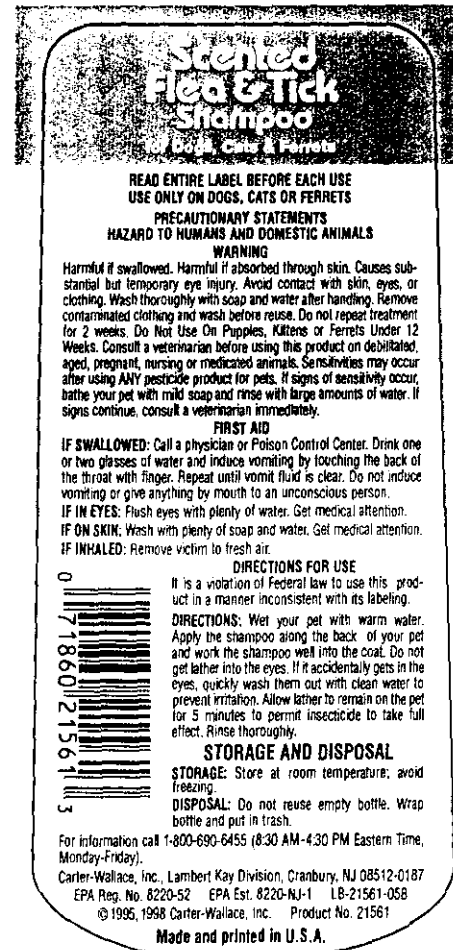 Scented
Flea & Tick
Shampoo
for Dogs, Cats & Ferrets
READ ENTIRE LABEL BEFORE EACH USE
USE ONLY ON DOGS, CATS OR FERRETS
PRECAUTIONARY STATEMENTS
HAZARD TO HUMANS AND DOMESTIC ANIMALS
WARNING
Harmful if swallowed. Harmful if absorbed through skin. Causes sub-
stantial but temporary eye injury. Avoid contact with skin, eyes, or
clothing. Wash thoroughly with soap and water after handling. Remove
contaminated clothing and wash before reuse. Do not repeat treatment
for 2 weeks. Do Not Use On Puppies, Kittens or Ferrets Under 12
Weeks. Consult a veterinarian before using this product on debilitated,
aged, pregnant, nursing or medicated animals. Sensitivities may occur
after using ANY pesticide product for pets. If signs of sensitivity occur,
bathe your pet with mild soap and rinse with large amounts of water. If
signs continue, consult a veterinarian immediately.
FIRST AID
IF SWALLOWED: Call a physician or Poison Control Center. Drink one
or two glasses of water and induce vomiting by touching the back of
the throat with finger. Repeat until vomit fluid is clear. Do not induce
vomiting or give anything by mouth to an unconscious person.
IF IN EYES: Flush eyes with plenty of water. Get medical attention.
IF ON SKIN: Wash with plenty of soap and water. Get medical attention.
IF INHALED: Remove victim to fresh air.
DIRECTIONS FOR USE
It is a violation of Federal law to use this prod-
uct in a manner inconsistent with its labeling.
DIRECTIONS: Wet your pet with warm water.
Apply the shampoo along the back of your pet
and work the shampoo well into the coat. Do not
get lather into the eyes. If it accidentally gets in the
eyes, quickly wash them out with clean water to
prevent irritation. Allow lather to remain on the pet
for 5 minutes to permit insecticide to take full
effect. Rinse thoroughly.
0 71860 21561 3
STORAGE AND DISPOSAL
STORAGE: Store at room temperature; avoid
freezing.
DISPOSAL: Do not reuse empty bottle. Wrap
bottle and put in trash.
For information call 1-800-690-6455 (8:30 AM-4:30 PM Eastern Time,
Monday-Friday).
Carter-Wallace, Inc., Lambert Kay Division, Cranbury, NJ 08512-0187
EPA Reg. No. 8220-52 EPA Est. 8220-NJ-1 LB-21561-05B
© 1995, 1998 Carter-Wallace, Inc. Product No. 21561
Made and printed in U.S.A.